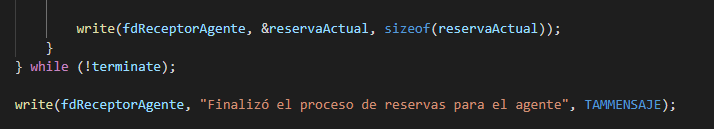 write(fdReceptorAgente, &reservaActual, sizeof(reservaActual));
}
} while (!terminate);
write(fdReceptorAgente, "Finalizó el proceso de reservas para el agente", TAMMENSAJE);